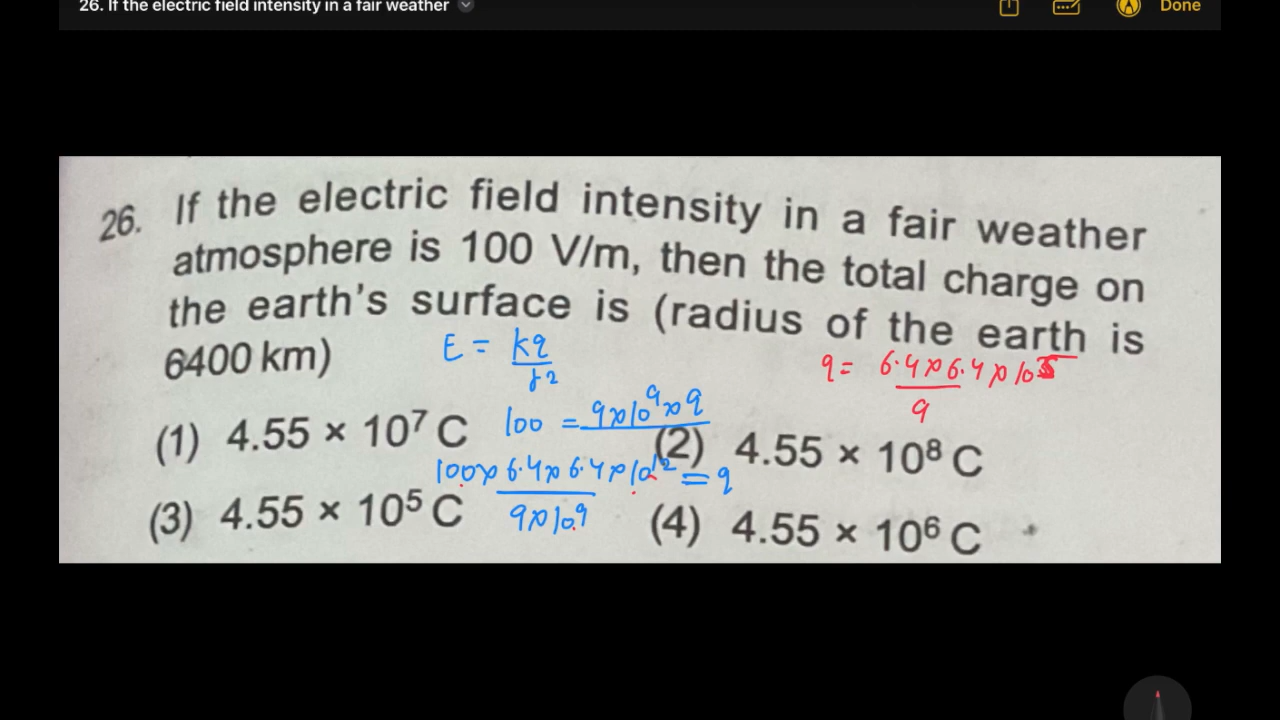 26. If the electric field intensity in a fair weather
Done
26. If the electric field intensity in a fair weather
atmosphere is 100 V/m, then the total charge on
the earth's surface is (radius of the earth is
6400 km)
E = kq/r²
q = 6.4×6.4×10⁵/9
100 = 9×10⁹×q
(1) 4.55 × 10⁷ C
(2) 4.55 × 10⁸ C
100×6.4×6.4×10¹²/9×10⁹ = q
(3) 4.55 × 10⁵ C
(4) 4.55 × 10⁶ C